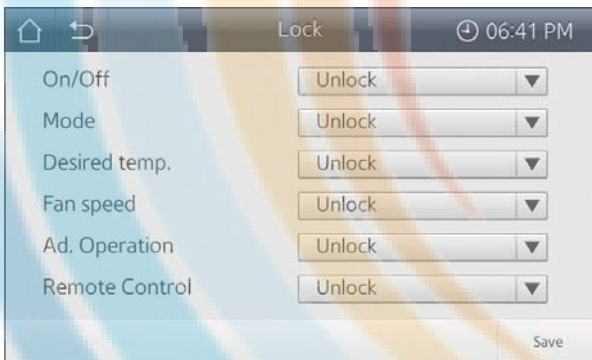 Lock 06:41 PM
On/Off Unlock
Mode Unlock
Desired temp. Unlock
Fan speed Unlock
Ad. Operation Unlock
Remote Control Unlock
Save